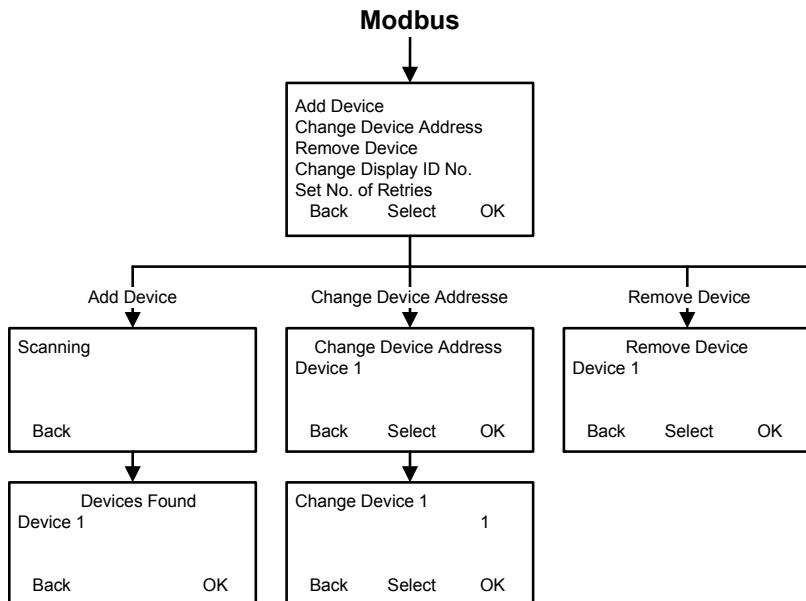 Modbus
Add Device
Change Device Address
Remove Device
Change Display ID No.
Set No. of Retries
Back Select OK
Add Device
Change Device Addresse
Remove Device
Scanning
Back
Change Device Address
Device 1
Back Select OK
Remove Device
Device 1
Back Select OK
Devices Found
Device 1
Back OK
Change Device 1
1
Back Select OK